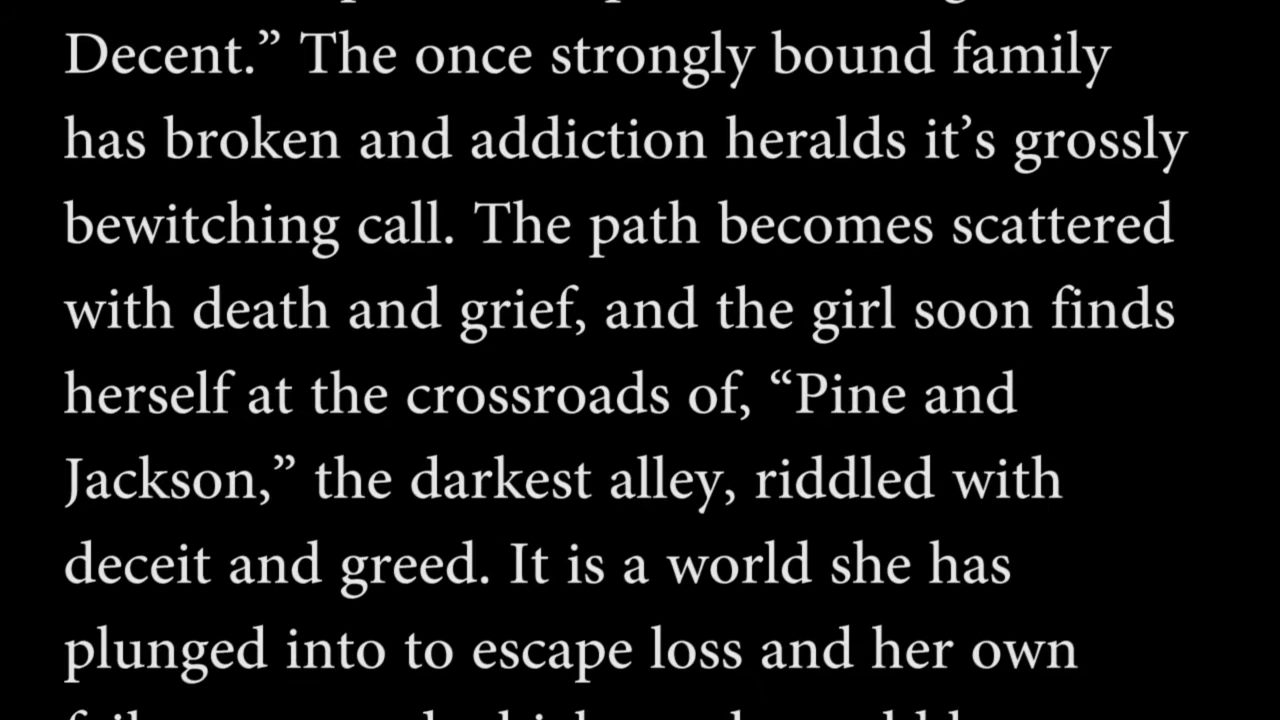 Decent.” The once strongly bound family
has broken and addiction heralds it’s grossly
bewitching call. The path becomes scattered
with death and grief, and the girl soon finds
herself at the crossroads of, “Pine and
Jackson,” the darkest alley, riddled with
deceit and greed. It is a world she has
plunged into to escape loss and her own